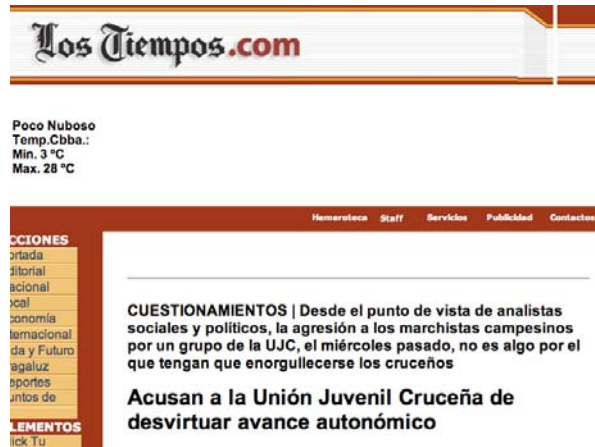 Los Tiempos.com
Poco Nuboso
Temp.Cbba.:
Min. 3 ºC
Max. 28 ºC
Hemeroteca Staff Servicios Publicidad Contactos
CCIONES
ortada
ditorial
acional
ocal
conomía
ternacional
da y Futuro
ragaluz
eportes
untos de
LEMENTOS
ick Tu
CUESTIONAMIENTOS | Desde el punto de vista de analistas
sociales y políticos, la agresión a los marchistas campesinos
por un grupo de la UJC, el miércoles pasado, no es algo por el
que tengan que enorgullecerse los cruceños
Acusan a la Unión Juvenil Cruceña de
desvirtuar avance autonómico